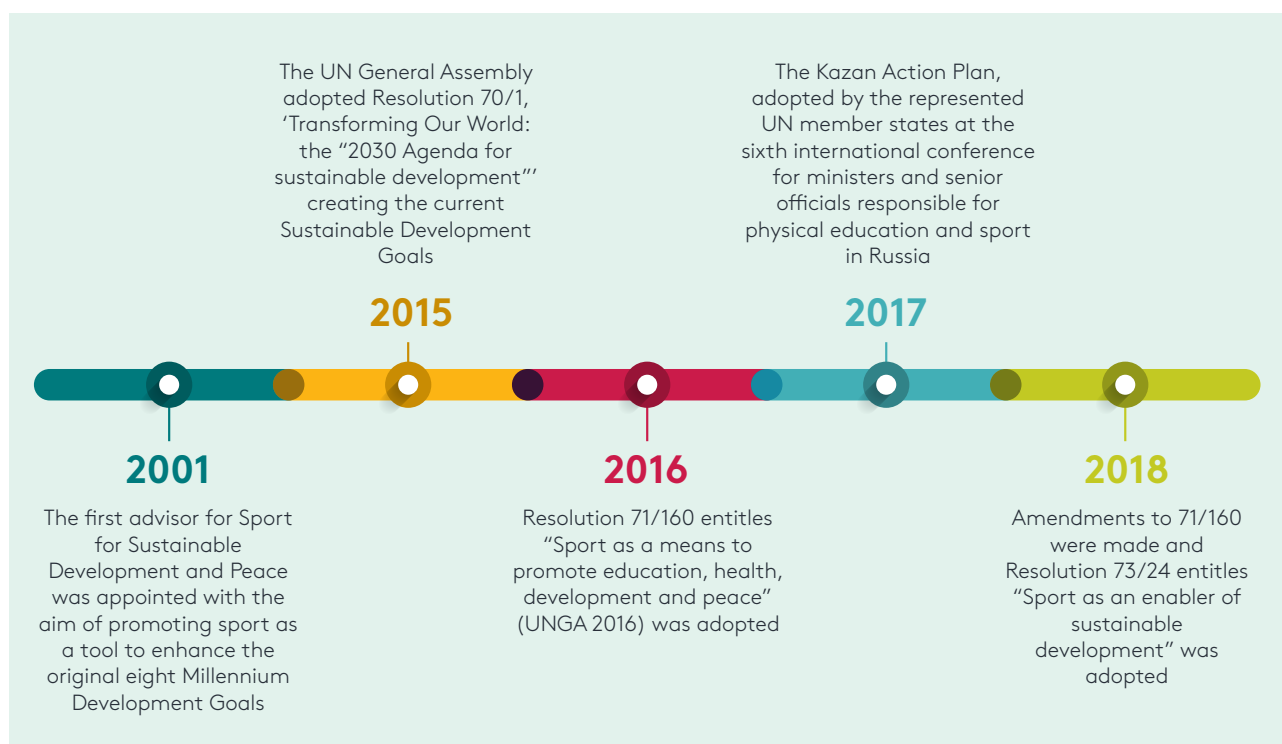 The UN General Assembly
adopted Resolution 70/1,
‘Transforming Our World:
the “2030 Agenda for
sustainable development”’
creating the current
Sustainable Development
Goals
2015
The Kazan Action Plan,
adopted by the represented
UN member states at the
sixth international conference
for ministers and senior
officials responsible for
physical education and sport
in Russia
2017
2001
The first advisor for Sport
for Sustainable
Development and Peace
was appointed with the
aim of promoting sport as
a tool to enhance the
original eight Millennium
Development Goals
2016
Resolution 71/160 entitles
“Sport as a means to
promote education, health,
development and peace”
(UNGA 2016) was adopted
2018
Amendments to 71/160
were made and
Resolution 73/24 entitles
“Sport as an enabler of
sustainable
development” was
adopted